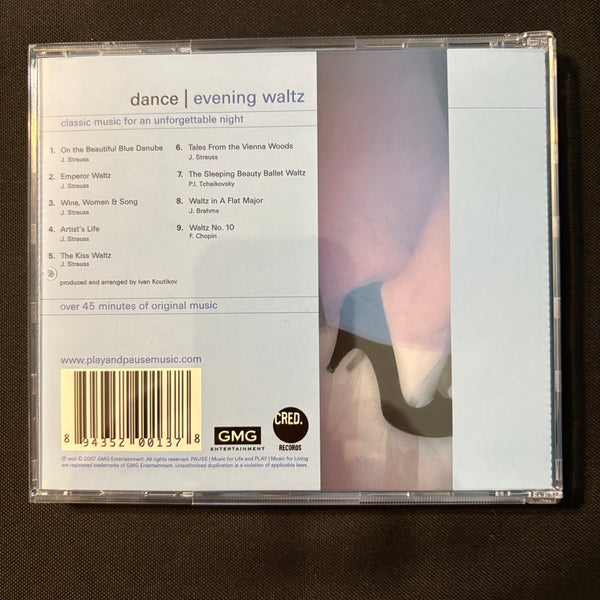 dance | evening waltz
classic music for an unforgettable night
1. On the Beautiful Blue Danube
J. Strauss
2. Emperor Waltz
J. Strauss
3. Wine, Women & Song
J. Strauss
4. Artist's Life
J. Strauss
5. The Kiss Waltz
J. Strauss
6. Tales From the Vienna Woods
J. Strauss
7. The Sleeping Beauty Ballet Waltz
P.I. Tchaikovsky
8. Waltz in A Flat Major
J. Brahms
9. Waltz No. 10
F. Chopin
produced and arranged by Ivan Koutikov
over 45 minutes of original music
www.playandpausemusic.com
8 94352 00137 8
GMG
ENTERTAINMENT
CRED.
RECORDS
℗ and © 2007 GMG Entertainment. All rights reserved. PAUSE | Music for Life and PLAY | Music for Living
are registered trademarks of GMG Entertainment. Unauthorized duplication is a violation of applicable laws.